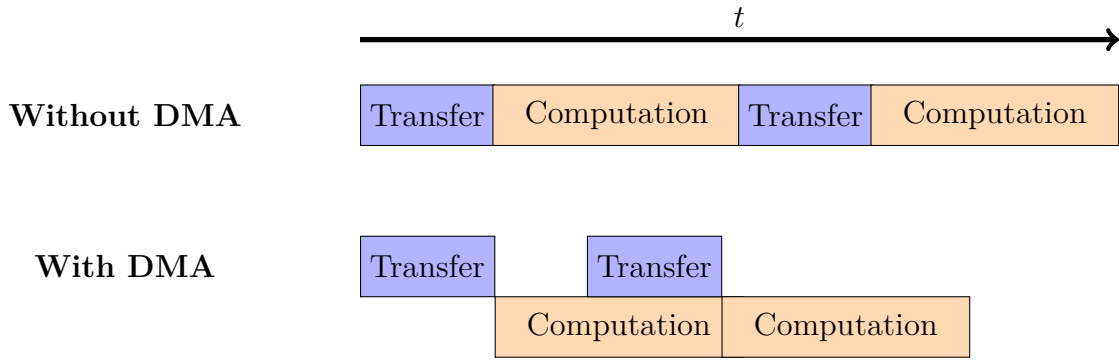 t
Without DMA Transfer Computation Transfer Computation
With DMA Transfer Transfer
Computation Computation